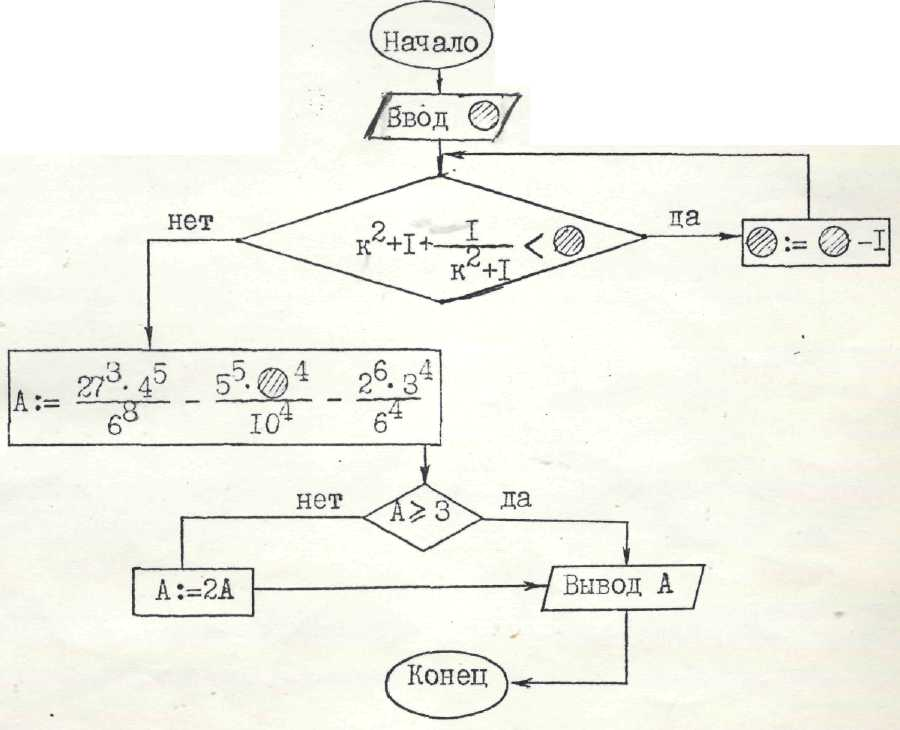 Начало
Ввод
нет
да
к²+I+ I/(к²+I) <
:= -I
A:= 27³·4⁵/6⁸ - 5⁵· ⁴/I0⁴ - 2⁶·3⁴/6⁴
нет
да
A⩾3
A:=2A
Вывод A
Конец